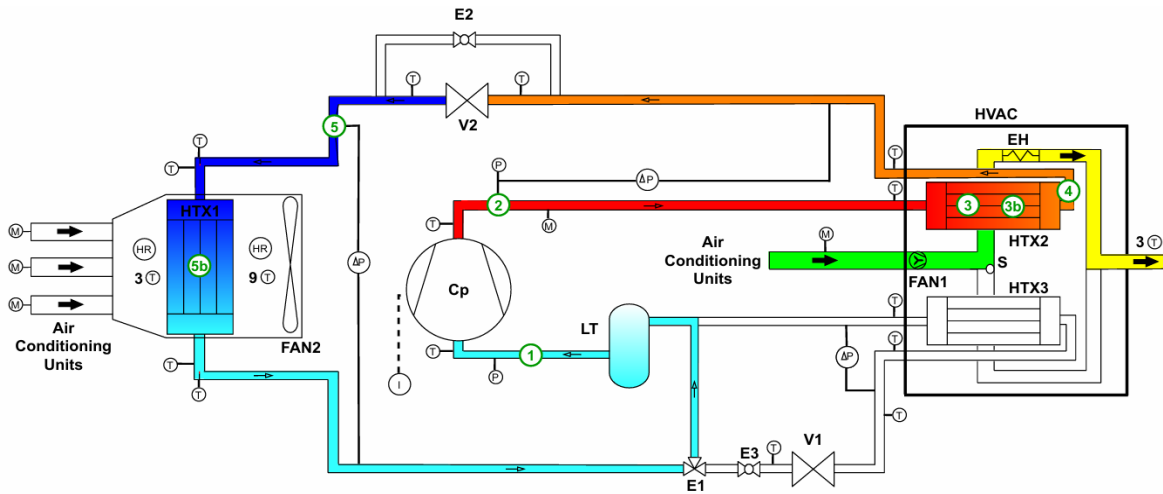 E2
T
T
V2
5
HVAC
EH
P
ΔP
T
T
T
2
T
3
3b
4
M
HTX1
HTX2
T
M
M
HR
HR
5b
3 T
9 T
M
M
Air
Conditioning
Units
FAN1
S
3 T
ΔP
Cp
HTX3
LT
T
Air
Conditioning
Units
FAN2
T
1
T
ΔP
T
P
I
T
T
T
V1
E3
E1